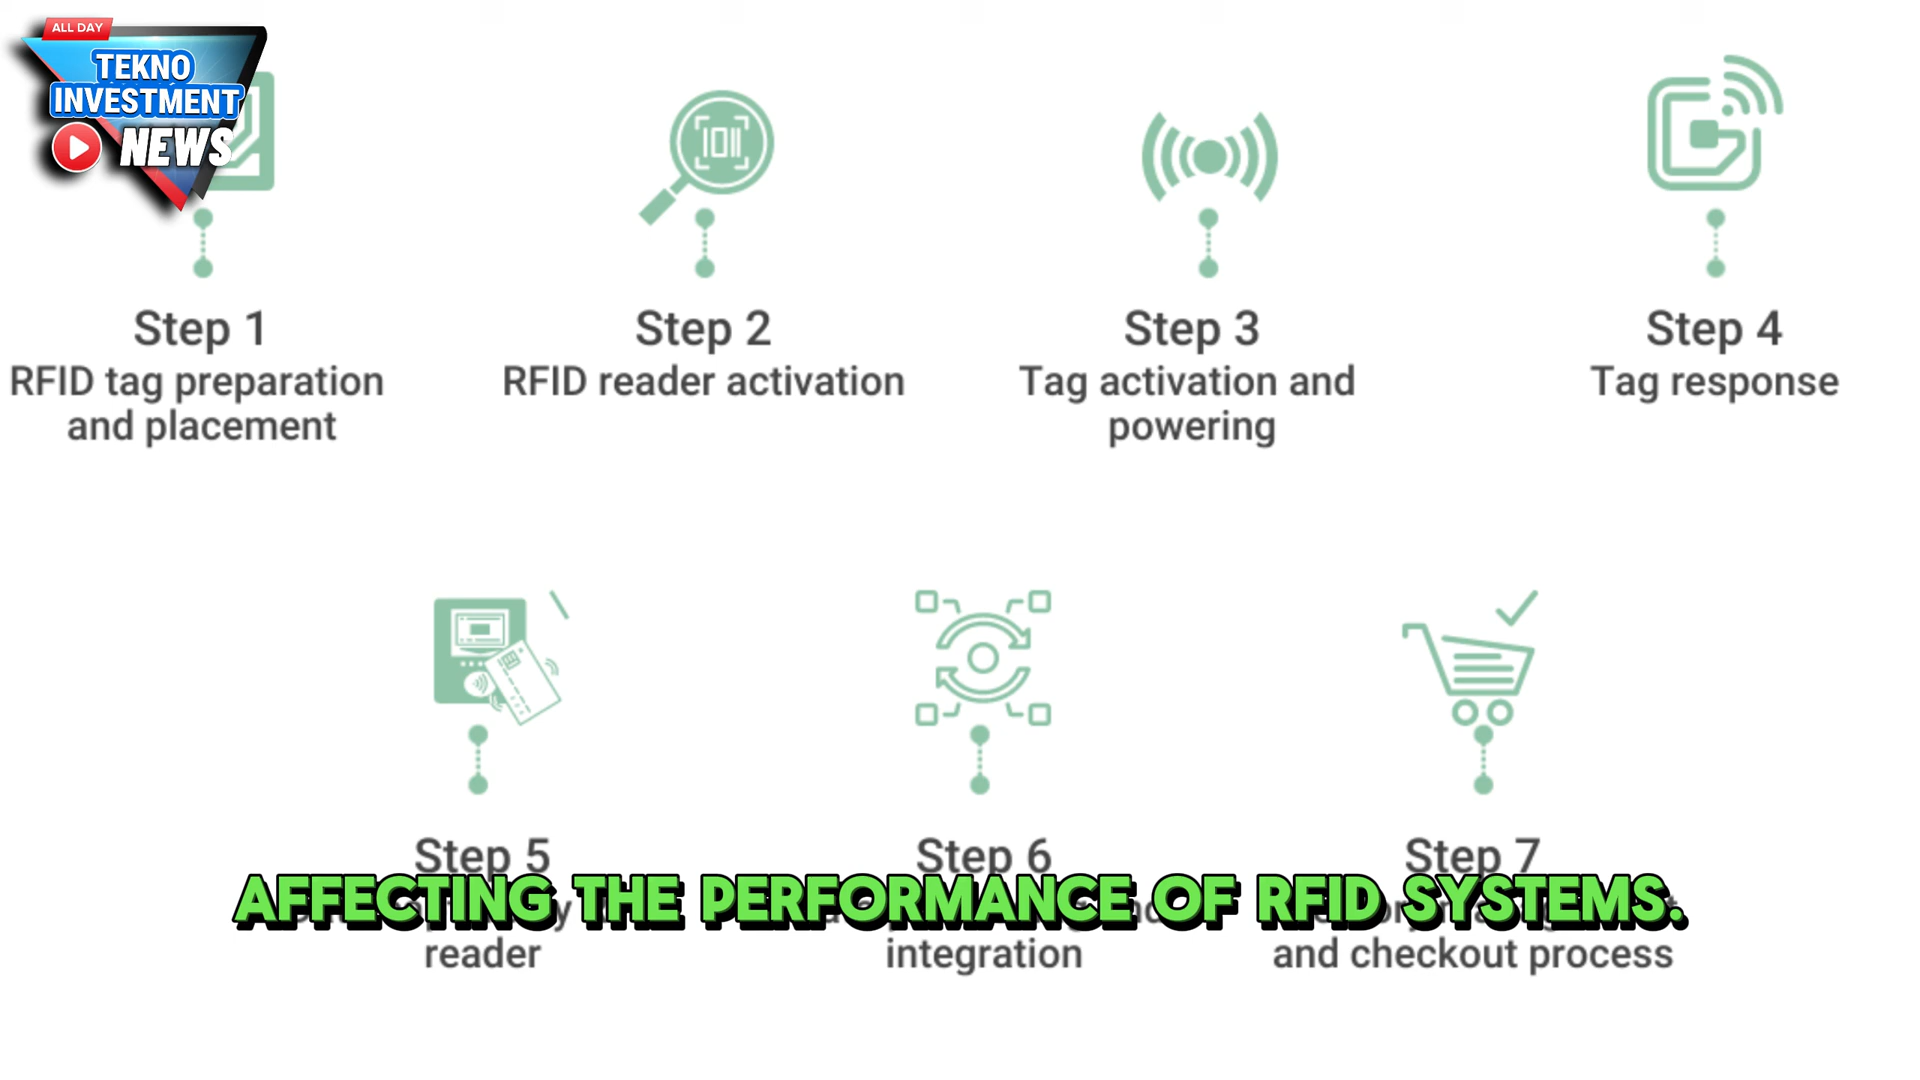 ALL DAY
TEKNO
INVESTMENT
NEWS
Step 1
RFID tag preparation
and placement
Step 2
RFID reader activation
Step 3
Tag activation and
powering
Step 4
Tag response
Step 5
reader
Step 6
integration
Step 7
and checkout process
AFFECTING THE PERFORMANCE OF RFID SYSTEMS.